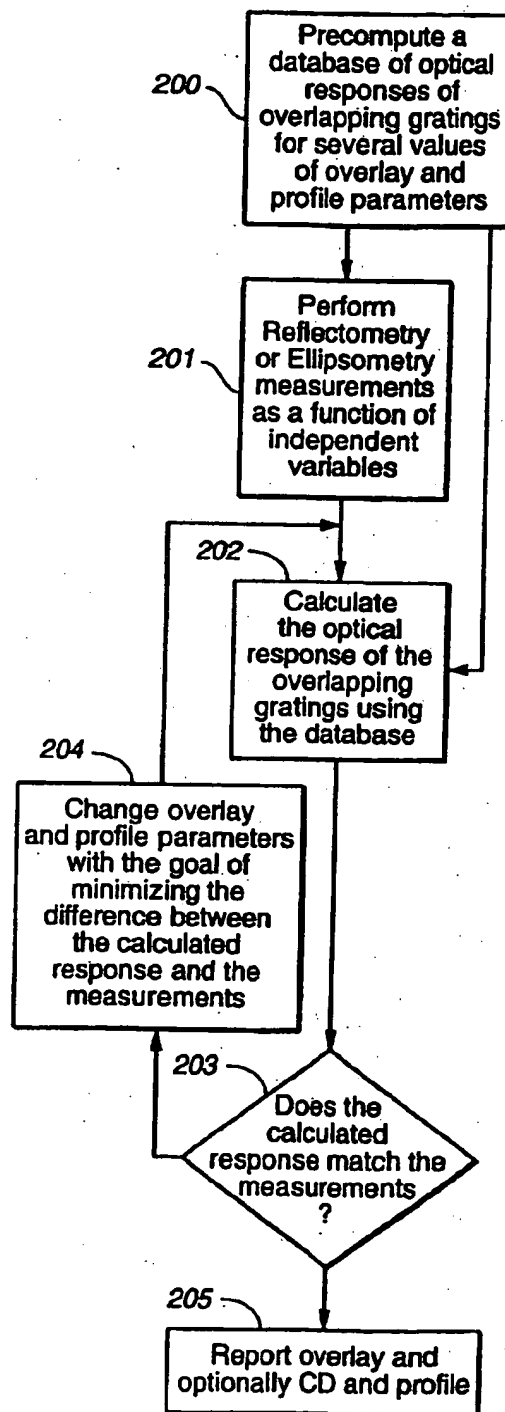 200
Precompute a
database of optical
responses of
overlapping gratings
for several values
of overlay and
profile parameters
201
Perform
Reflectometry
or Ellipsometry
measurements
as a function of
independent
variables
202
Calculate
the optical
response of the
overlapping
gratings using
the database
204
Change overlay
and profile parameters
with the goal of
minimizing the
difference between
the calculated
response and the
measurements
203
Does the
calculated
response match the
measurements
?
205
Report overlay and
optionally CD and profile